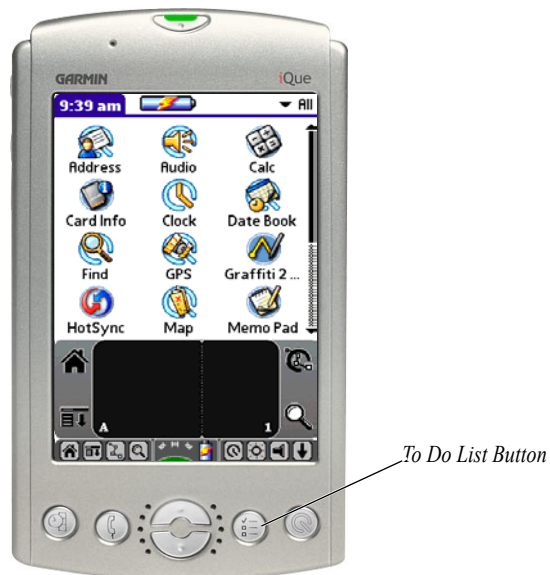 GARMIN iQue
9:39 am All
Address Audio Calc
Card Info Clock Date Book
Find GPS Graffiti 2 ...
HotSync Map Memo Pad
A 1
To Do List Button